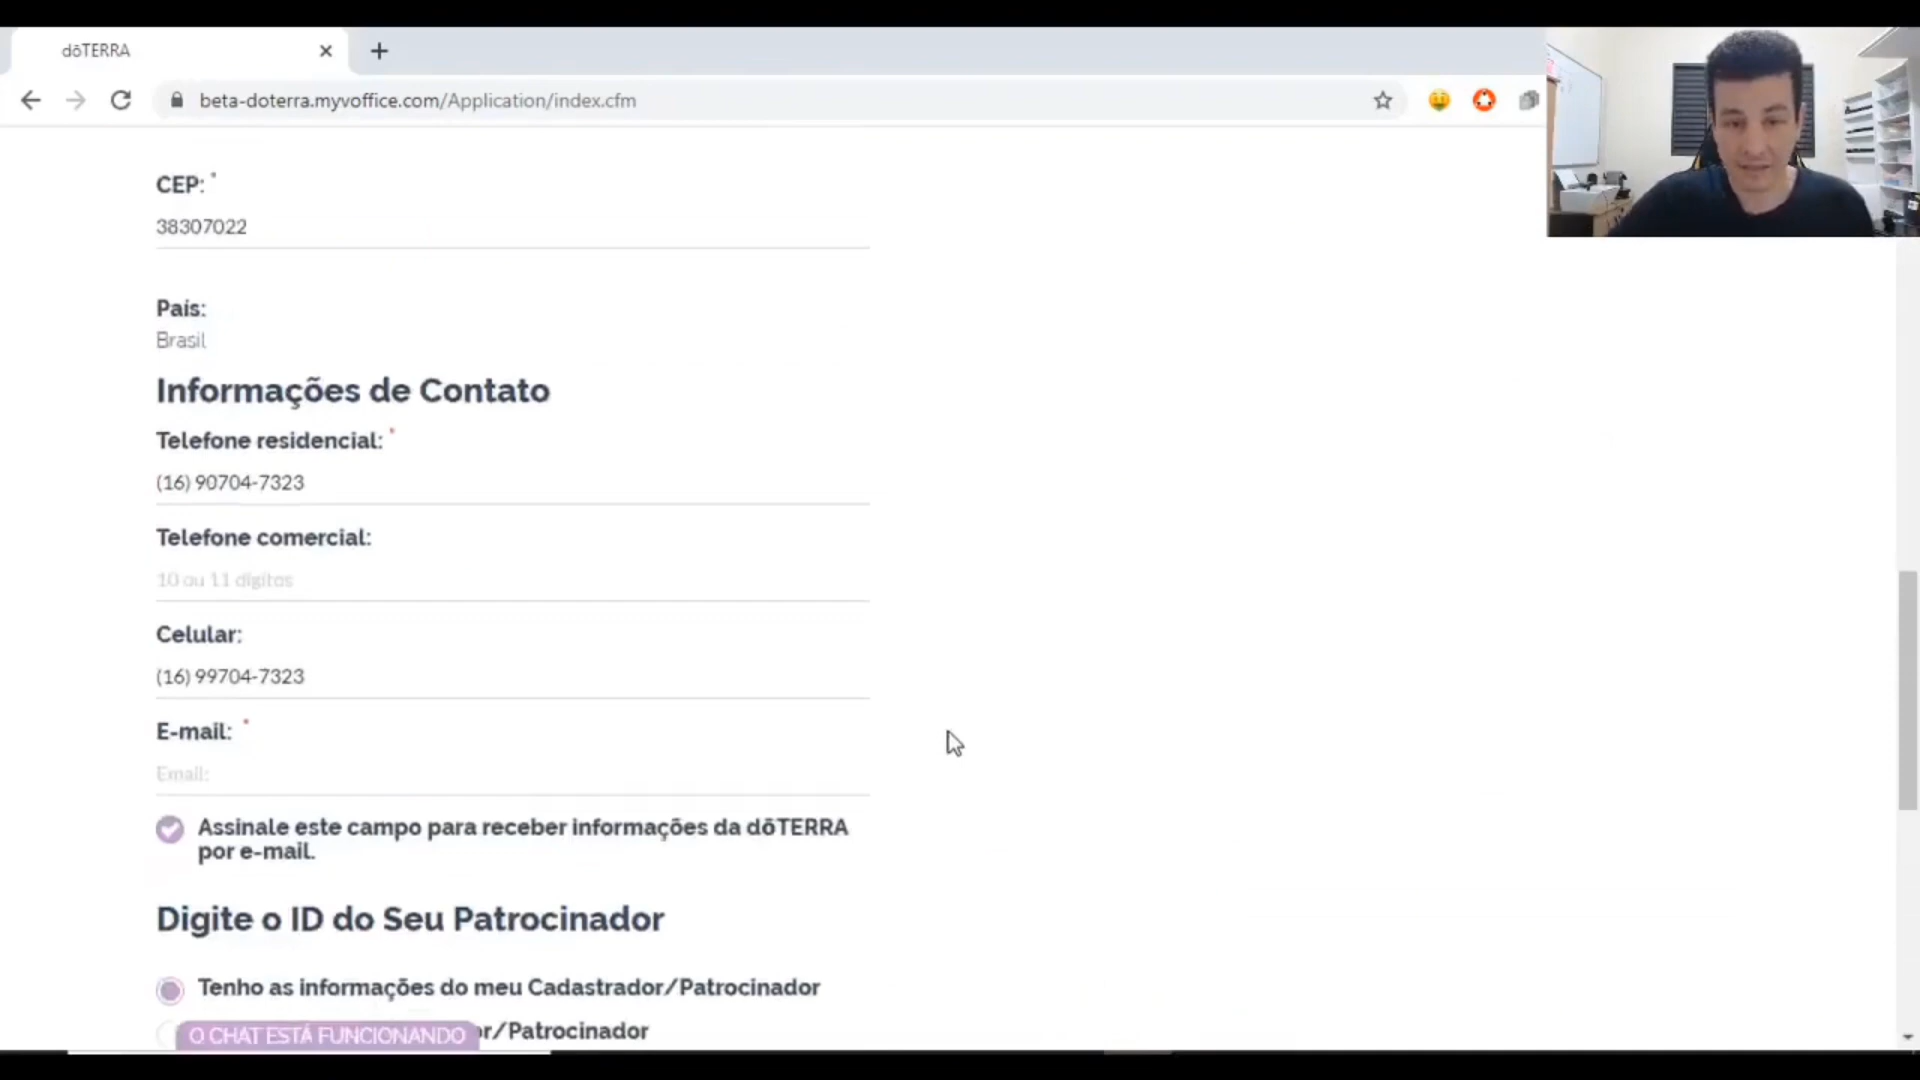 dōTERRA
beta-doterra.myvoffice.com/Application/index.cfm
CEP: *
38307022
País:
Brasil
Informações de Contato
Telefone residencial: *
(16) 90704-7323
Telefone comercial:
10 ou 11 dígitos
Celular:
(16) 99704-7323
E-mail: *
Email:
Assinale este campo para receber informações da dōTERRA
por e-mail.
Digite o ID do Seu Patrocinador
Tenho as informações do meu Cadastrador/Patrocinador
O CHAT ESTÁ FUNCIONANDO
/Patrocinador